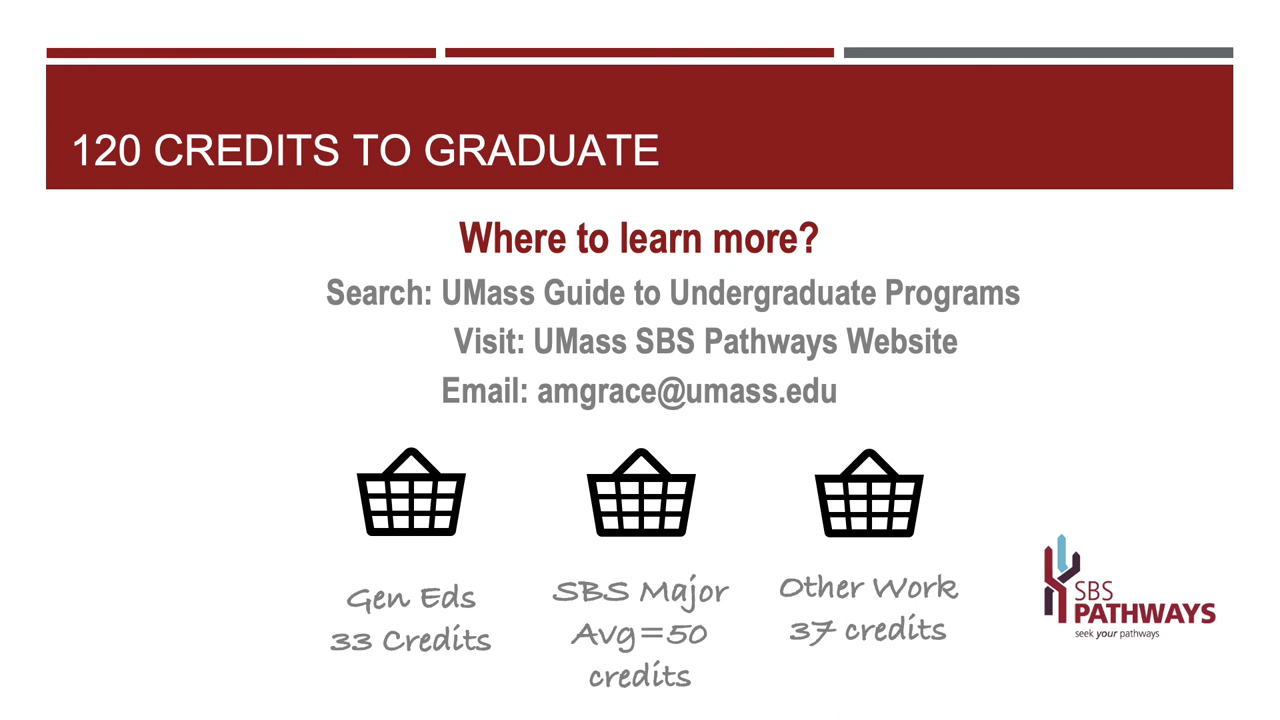 120 CREDITS TO GRADUATE
Where to learn more?
Search: UMass Guide to Undergraduate Programs
Visit: UMass SBS Pathways Website
Email: amgrace@umass.edu
Gen Eds
33 Credits
SBS Major
Avg=50
credits
Other Work
37 credits
SBS
PATHWAYS
seek your pathways